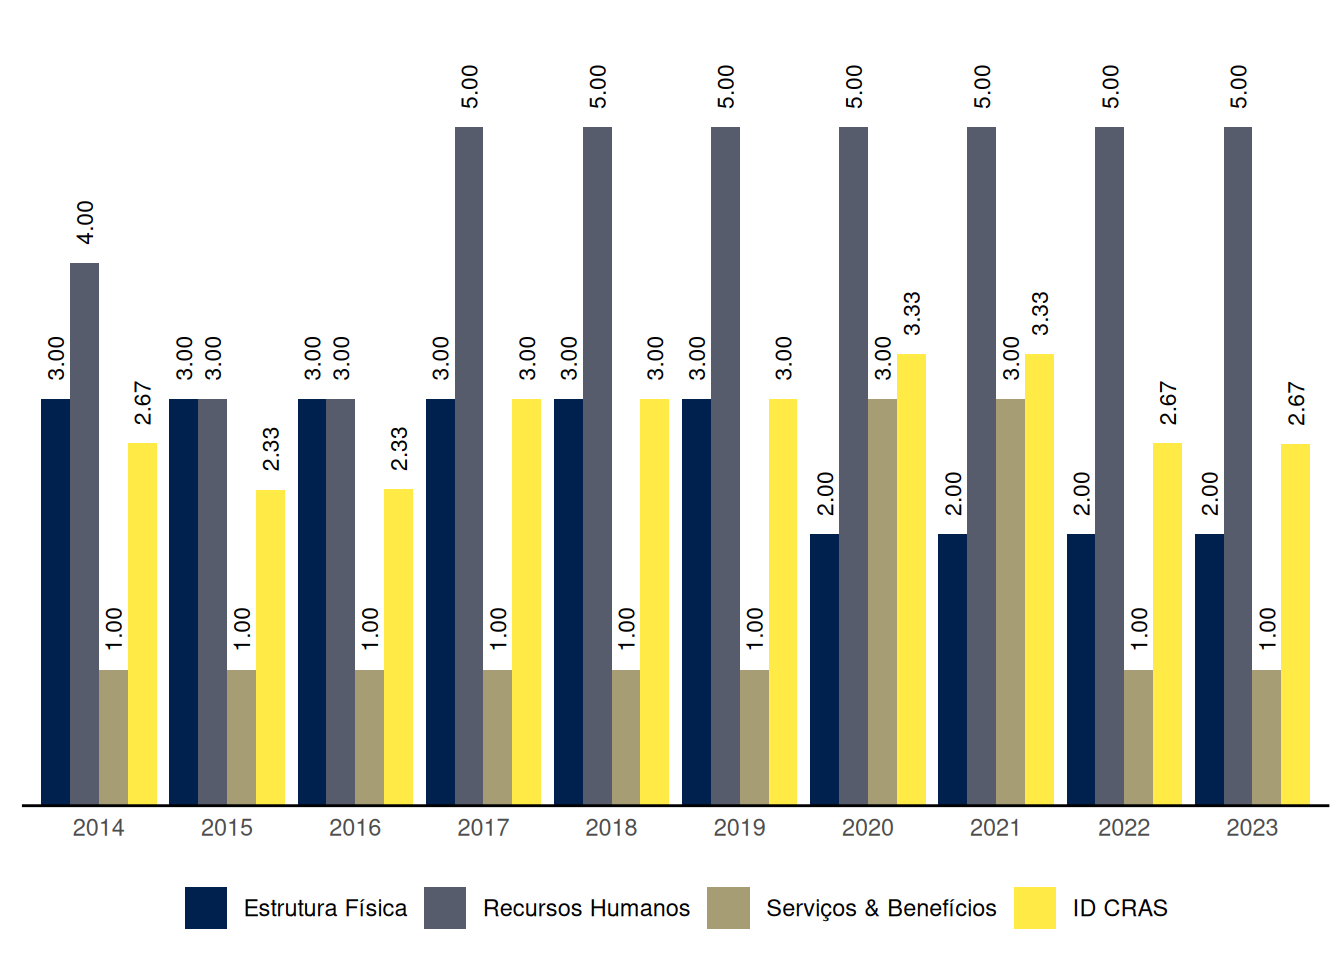 3.00 4.00 1.00 2.67 3.00 3.00 1.00 2.33 3.00 3.00 1.00 2.33 3.00 5.00 1.00 3.00 3.00 5.00 1.00 3.00 3.00 5.00 1.00 3.00 2.00 5.00 3.00 3.33 2.00 5.00 3.00 3.33 2.00 5.00 1.00 2.67 2.00 5.00 1.00 2.67
2014 2015 2016 2017 2018 2019 2020 2021 2022 2023
Estrutura Física Recursos Humanos Serviços & Benefícios ID CRAS